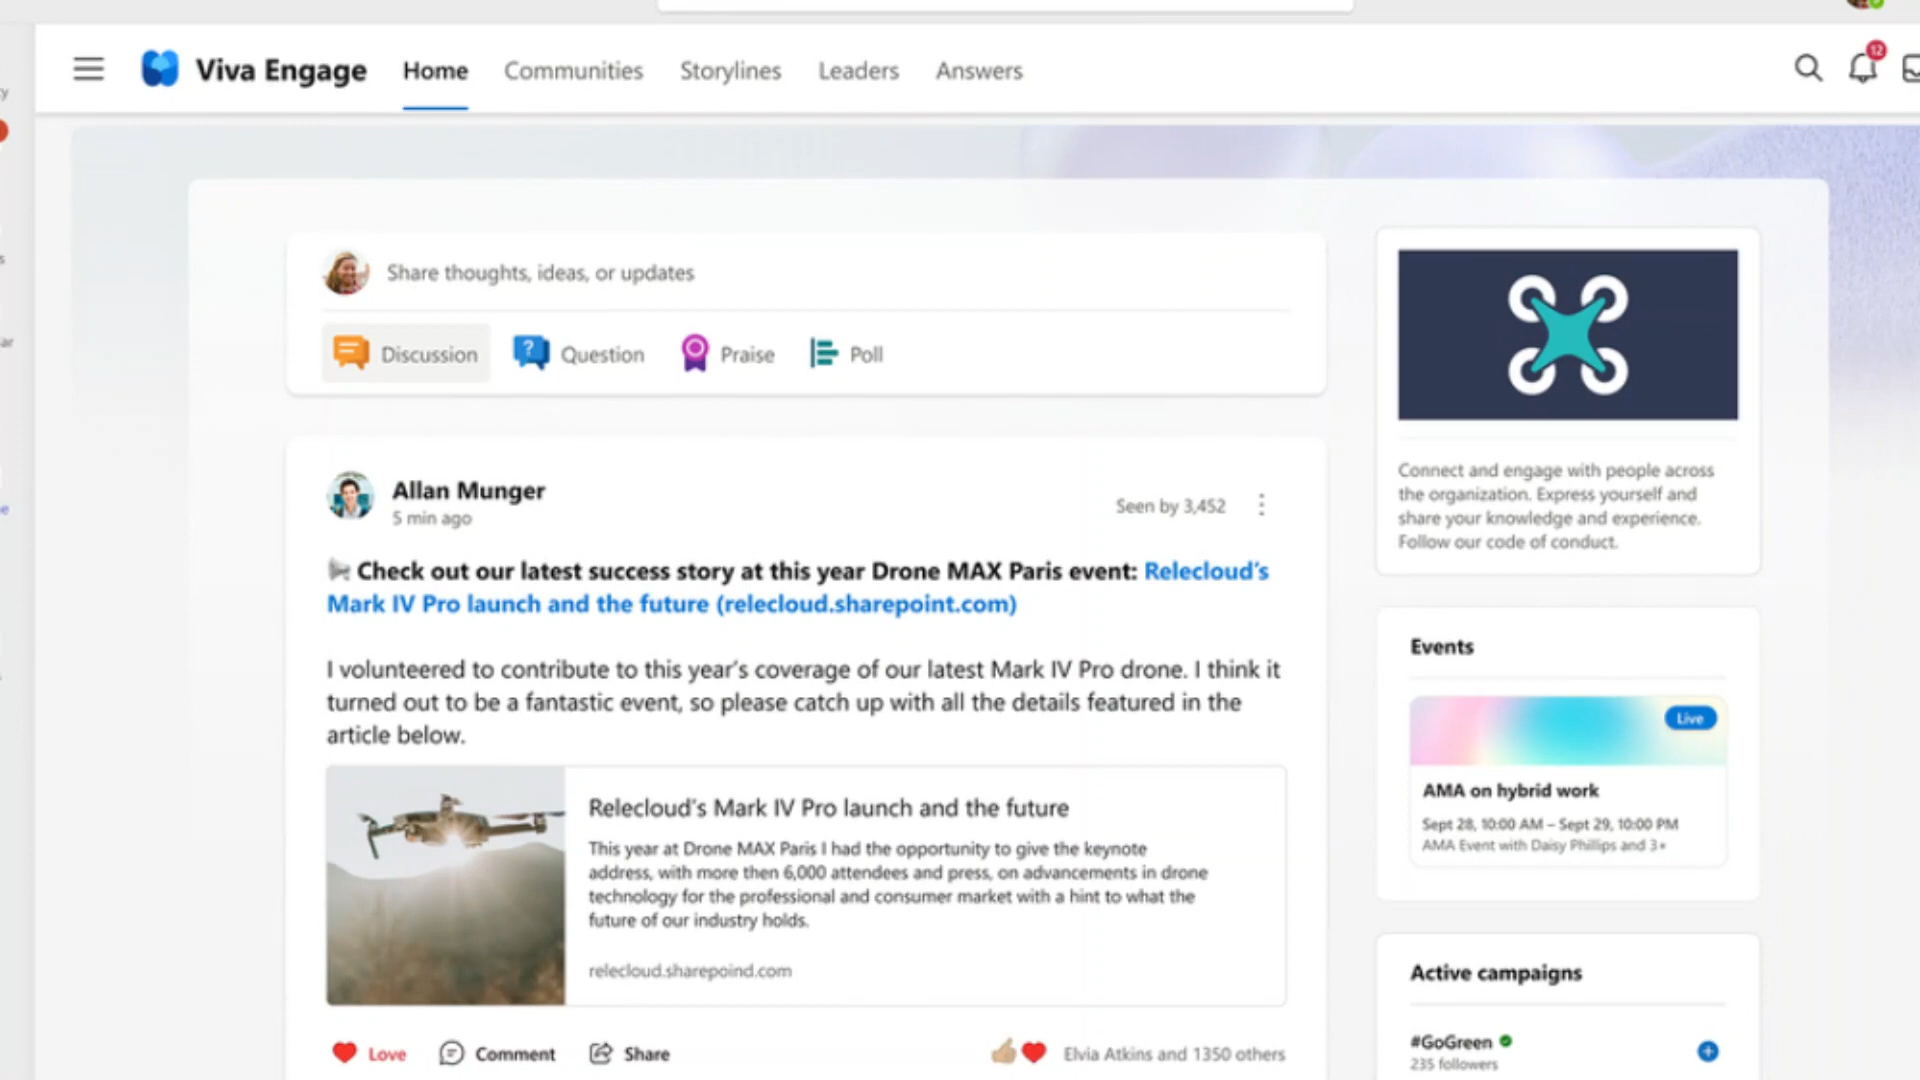 Viva Engage Home Communities Storylines Leaders Answers
12
Share thoughts, ideas, or updates
Discussion Question Praise Poll
Allan Munger
5 min ago
Seen by 3,452
Check out our latest success story at this year Drone MAX Paris event: Relecloud's
Mark IV Pro launch and the future (relecloud.sharepoint.com)
I volunteered to contribute to this year's coverage of our latest Mark IV Pro drone. I think it
turned out to be a fantastic event, so please catch up with all the details featured in the
article below.
Relecloud's Mark IV Pro launch and the future
This year at Drone MAX Paris I had the opportunity to give the keynote
address, with more then 6,000 attendees and press, on advancements in drone
technology for the professional and consumer market with a hint to what the
future of our industry holds.
relecloud.sharepoind.com
Love Comment Share
Elvia Atkins and 1350 others
Connect and engage with people across
the organization. Express yourself and
share your knowledge and experience.
Follow our code of conduct.
Events
Live
AMA on hybrid work
Sept 28, 10:00 AM – Sept 29, 10:00 PM
AMA Event with Daisy Phillips and 3+
Active campaigns
#GoGreen
235 followers